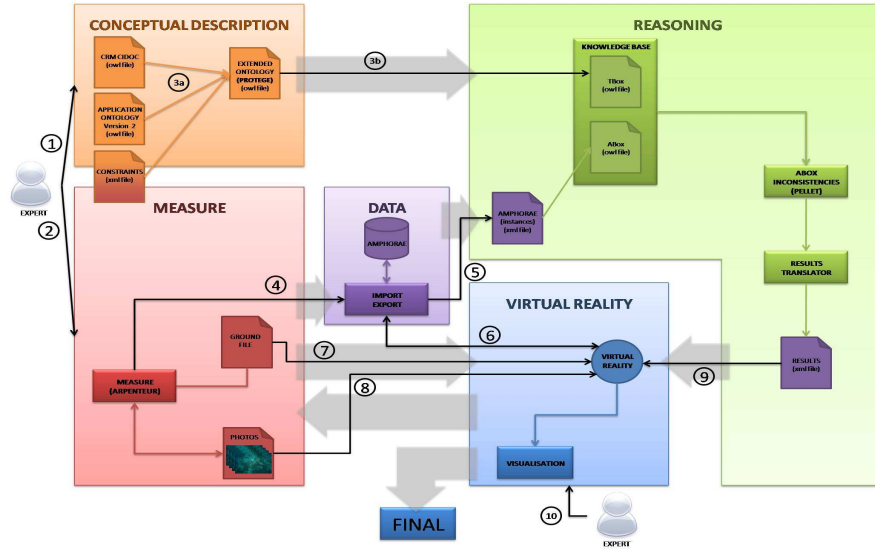 CONCEPTUAL DESCRIPTION
CRM CIDOC
(owl file)
3a
EXTENDED
ONTOLOGY
(PROTEGE)
(owl file)
APPLICATION
ONTOLOGY
Version 2
(owl file)
CONSTRAINTS
(xml file)
3b
REASONING
KNOWLEDGE BASE
TBox
(owl file)
ABox
(owl file)
ABOX
INCONSISTENCIES
(PELLET)
RESULTS
TRANSLATOR
RESULTS
(xml file)
1
EXPERT
2
MEASURE
4
GROUND
FILE
7
MEASURE
(ARPENTEUR)
8
PHOTOS
DATA
AMPHORAE
IMPORT
EXPORT
5
AMPHORAE
(instances)
xml file)
6
VIRTUAL REALITY
VIRTUAL
REALITY
9
VISUALISATION
10
EXPERT
FINAL